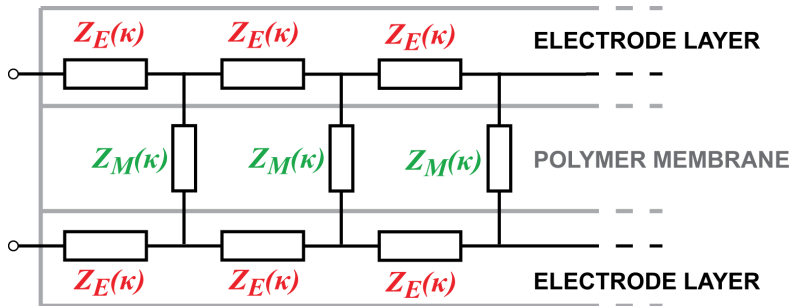 Z_E(κ) Z_E(κ) Z_E(κ) ELECTRODE LAYER
Z_M(κ) Z_M(κ) Z_M(κ) POLYMER MEMBRANE
Z_E(κ) Z_E(κ) Z_E(κ) ELECTRODE LAYER